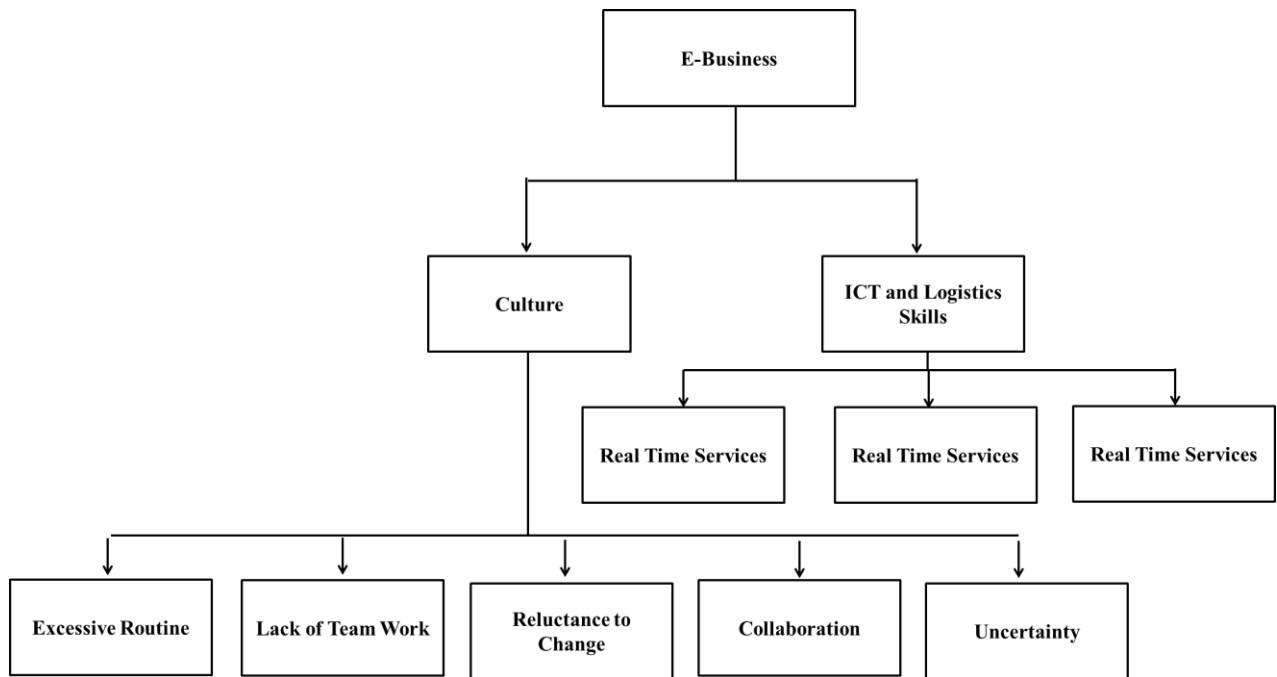 E-Business
Culture
ICT and Logistics
Skills
Real Time Services
Real Time Services
Real Time Services
Excessive Routine
Lack of Team Work
Reluctance to
Change
Collaboration
Uncertainty